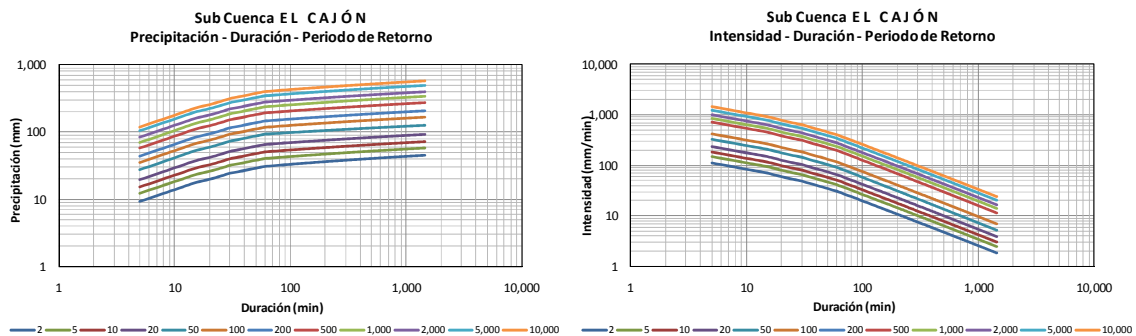 Sub Cuenca EL CAJÓN
Precipitación - Duración - Periodo de Retorno
Precipitación (mm)
1,000
100
10
1
1 10 100 1,000 10,000
Duración (min)
2 5 10 20 50 100 200 500 1,000 2,000 5,000 10,000
Sub Cuenca EL CAJÓN
Intensidad - Duración - Periodo de Retorno
Intensidad (mm/min)
10,000
1,000
100
10
1
1 10 100 1,000 10,000
Duración (min)
2 5 10 20 50 100 200 500 1,000 2,000 5,000 10,000